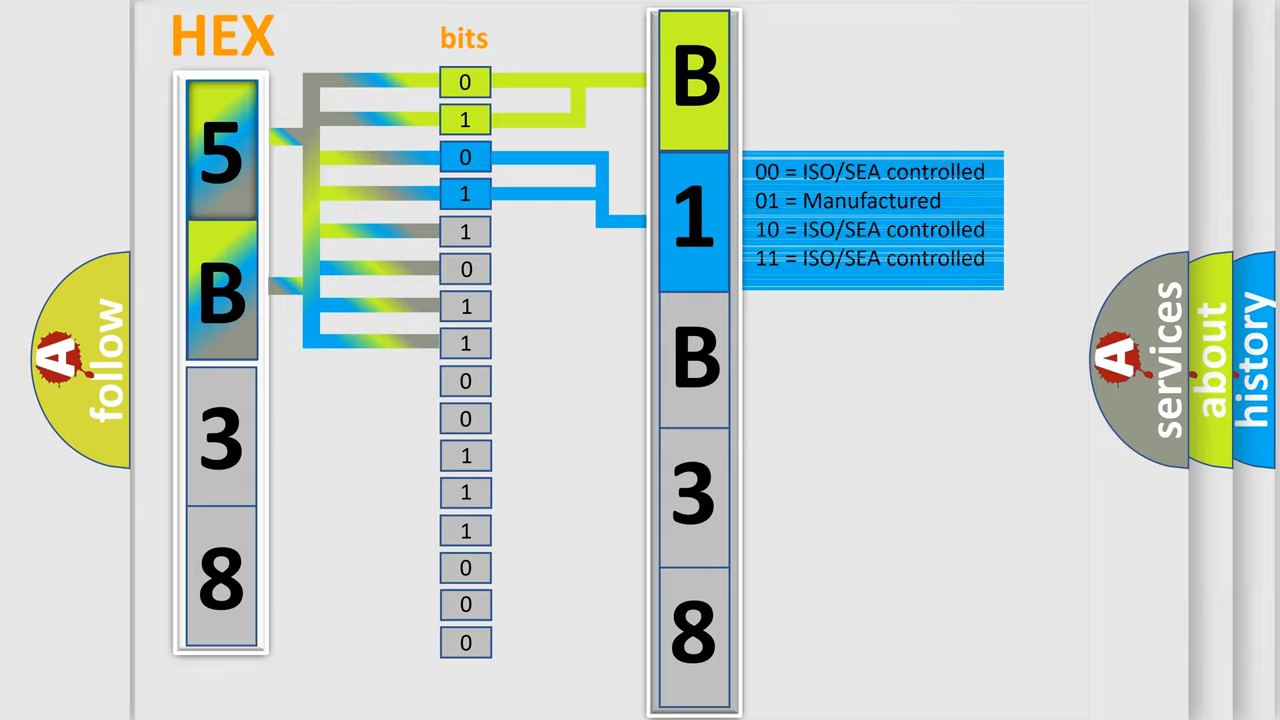 HEX
bits
5
B
3
8
0
1
0
1
1
0
1
1
0
0
1
1
1
0
0
0
B
1
B
3
8
00 = ISO/SEA controlled
01 = Manufactured
10 = ISO/SEA controlled
11 = ISO/SEA controlled
A
follow
A
services
about
history